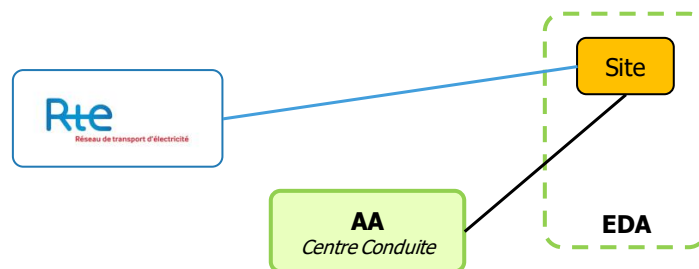 Site
Rte
Réseau de transport d'électricité
AA
Centre Conduite
EDA